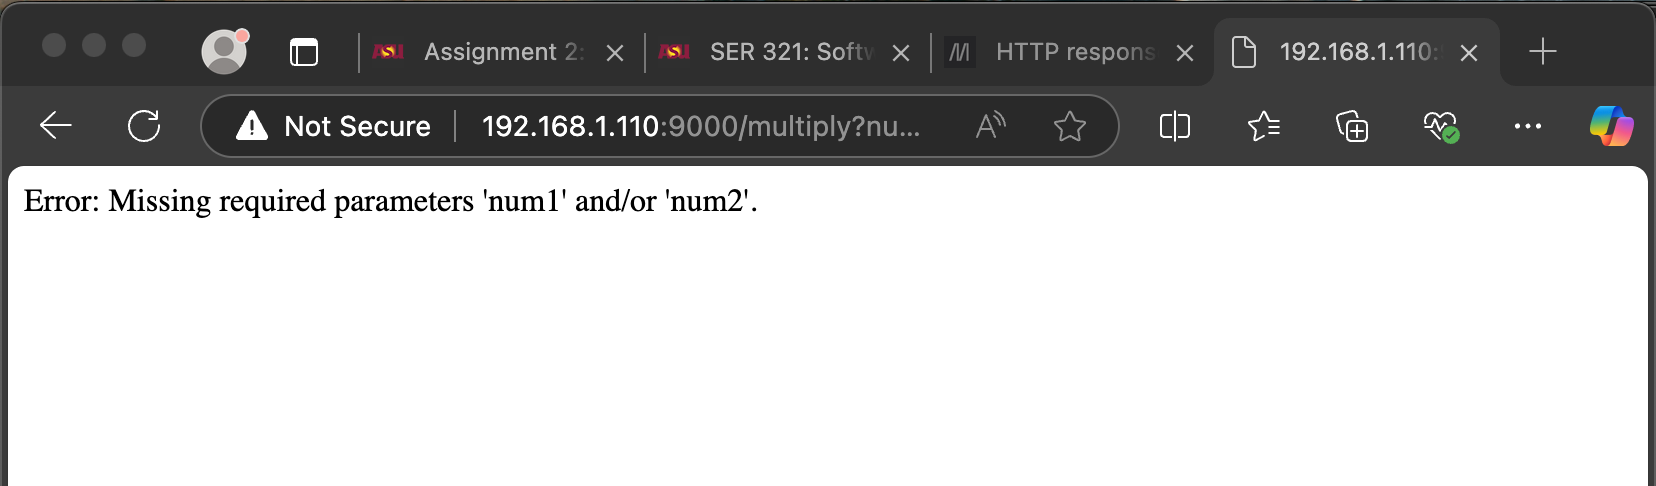 ASU Assignment 2: ASU SER 321: Softw HTTP respons 192.168.1.110:
Not Secure 192.168.1.110:9000/multiply?nu...
Error: Missing required parameters 'num1' and/or 'num2'.